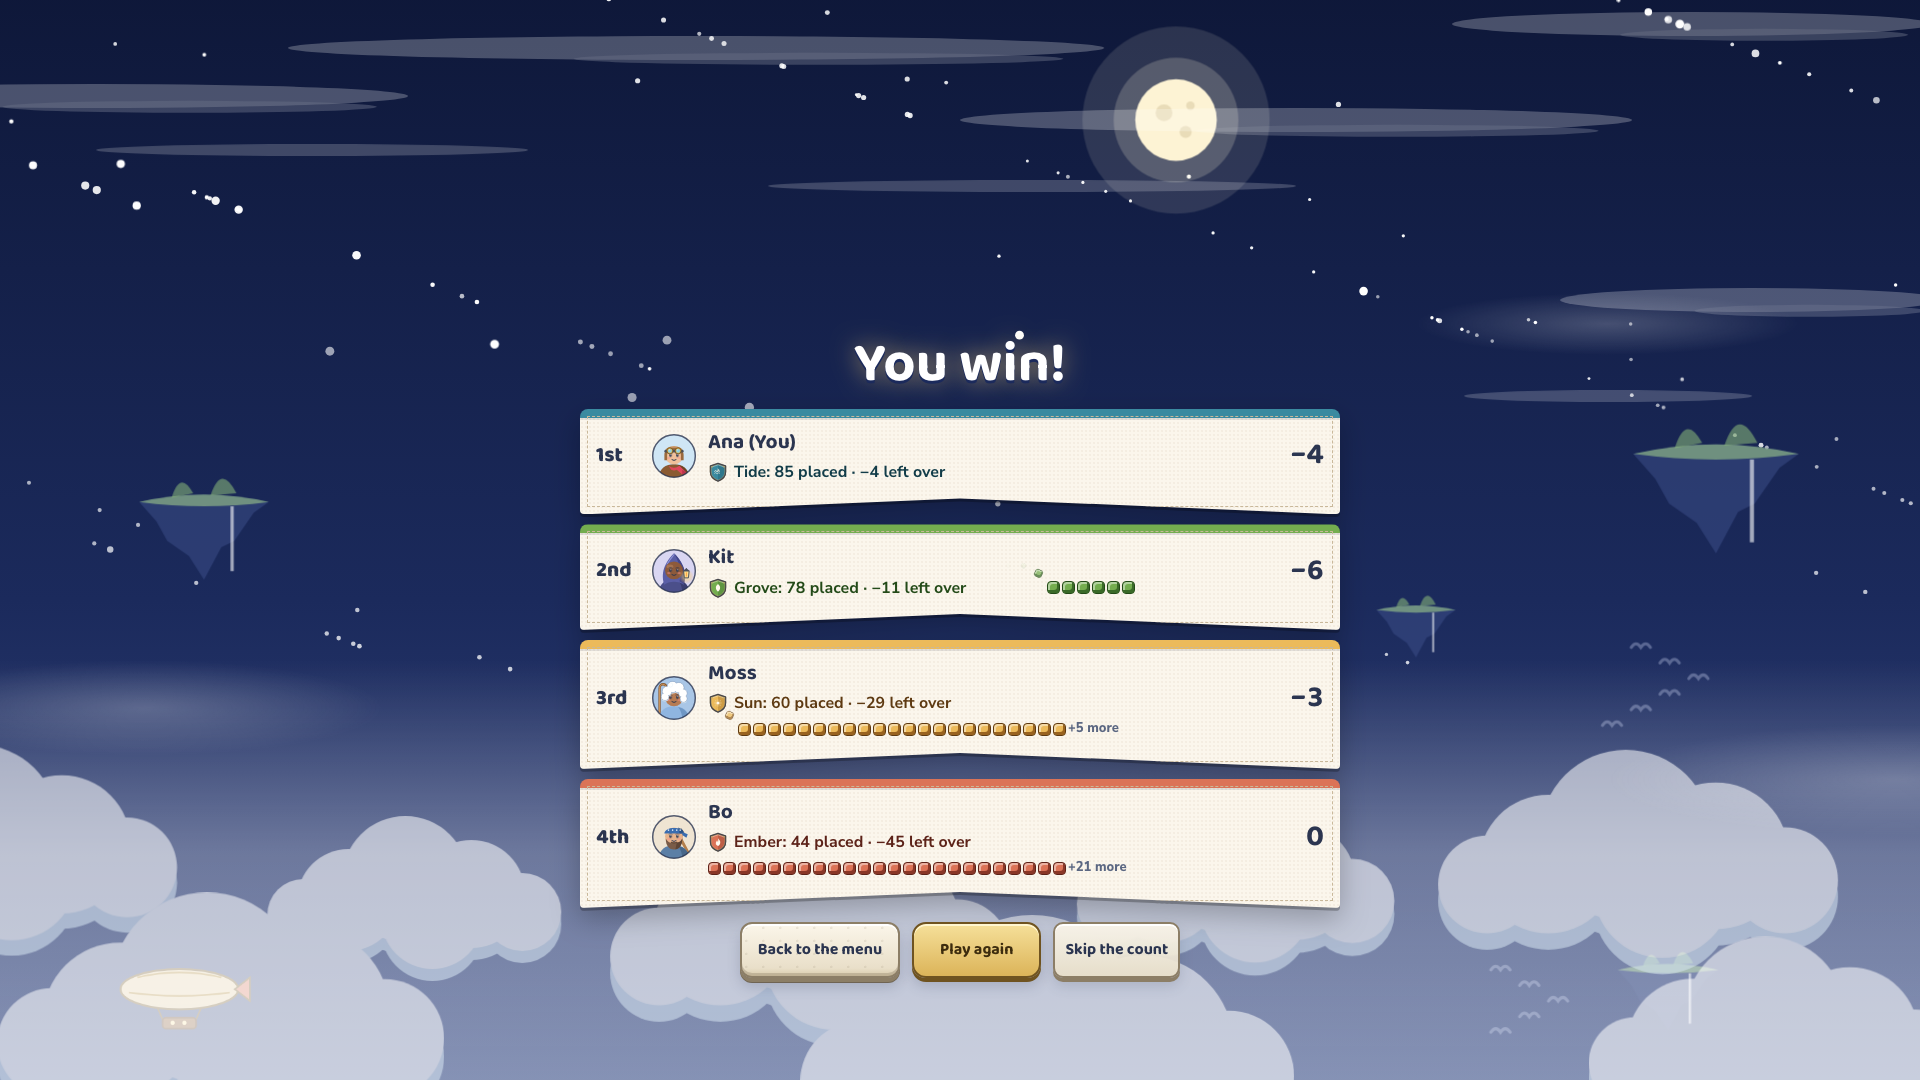 You win!
1st
Ana (You)
Tide: 85 placed · −4 left over
−4
2nd
Kit
Grove: 78 placed · −11 left over
−6
3rd
Moss
Sun: 60 placed · −29 left over
+5 more
−3
4th
Bo
Ember: 44 placed · −45 left over
+21 more
0
Back to the menu
Play again
Skip the count